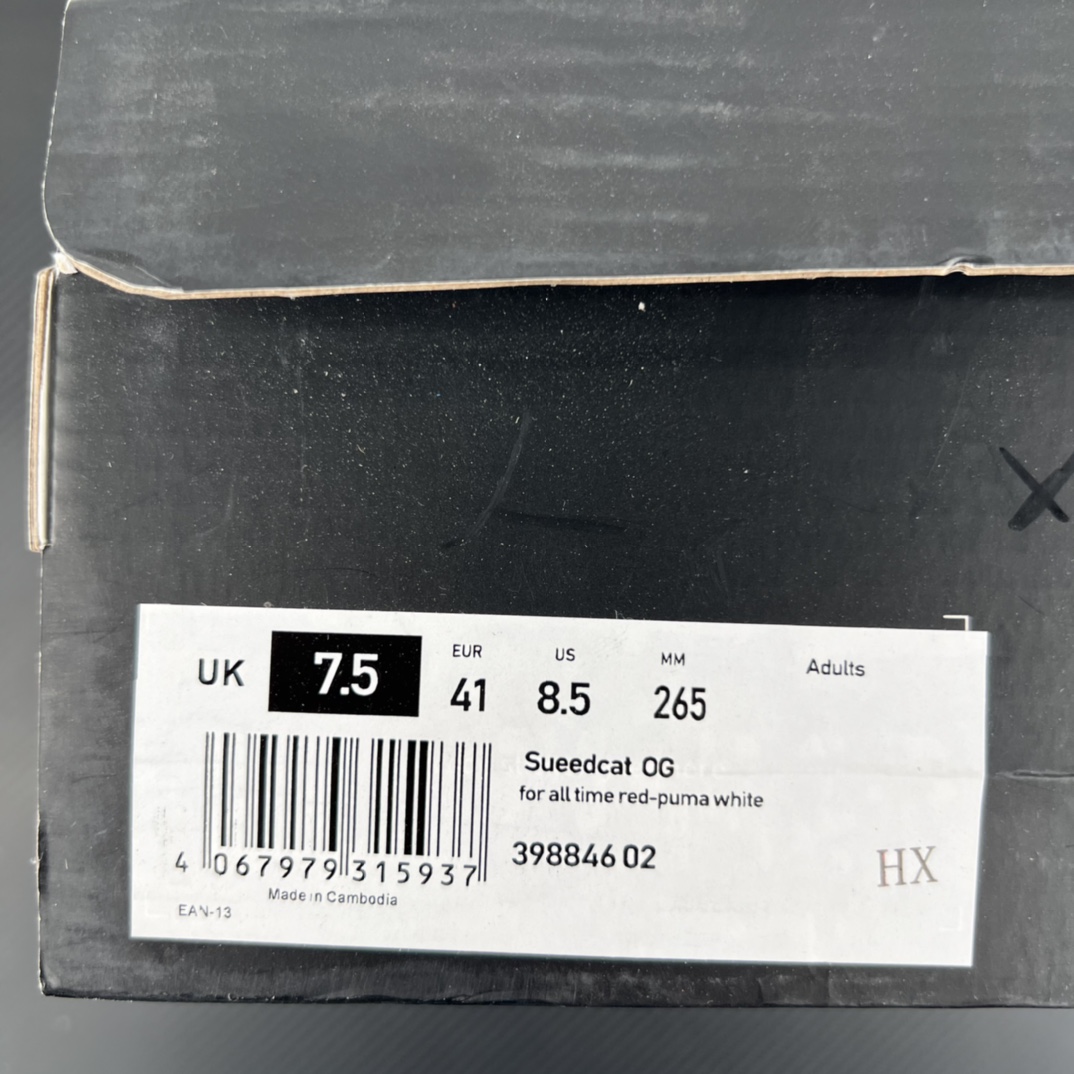 UK 7.5 EUR 41 US 8.5 MM 265 Adults
Sueedcat OG
for all time red-puma white
398846 02
4 067979 315937
Made in Cambodia
EAN-13
HX
X